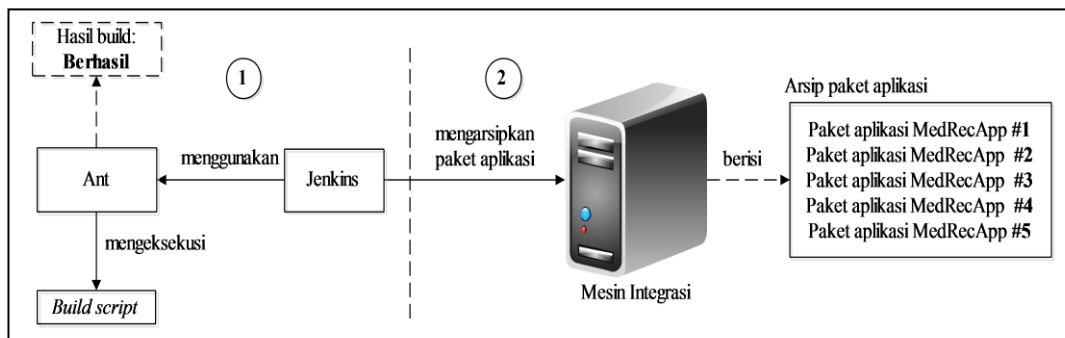 Hasil build:
Berhasil
1
2
Arsip paket aplikasi
mengarsipkan
paket aplikasi
Paket aplikasi MedRecApp #1
Paket aplikasi MedRecApp #2
Paket aplikasi MedRecApp #3
Paket aplikasi MedRecApp #4
Paket aplikasi MedRecApp #5
Ant
menggunakan
Jenkins
berisi
mengeksekusi
Build script
Mesin Integrasi